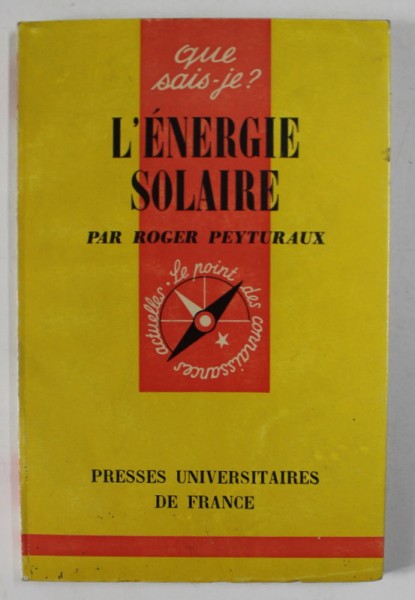 que
sais-je?
L'ÉNERGIE
SOLAIRE
PAR ROGER PEYTURAUX
Le point des connaissances actuelles.
PRESSES UNIVERSITAIRES
DE FRANCE